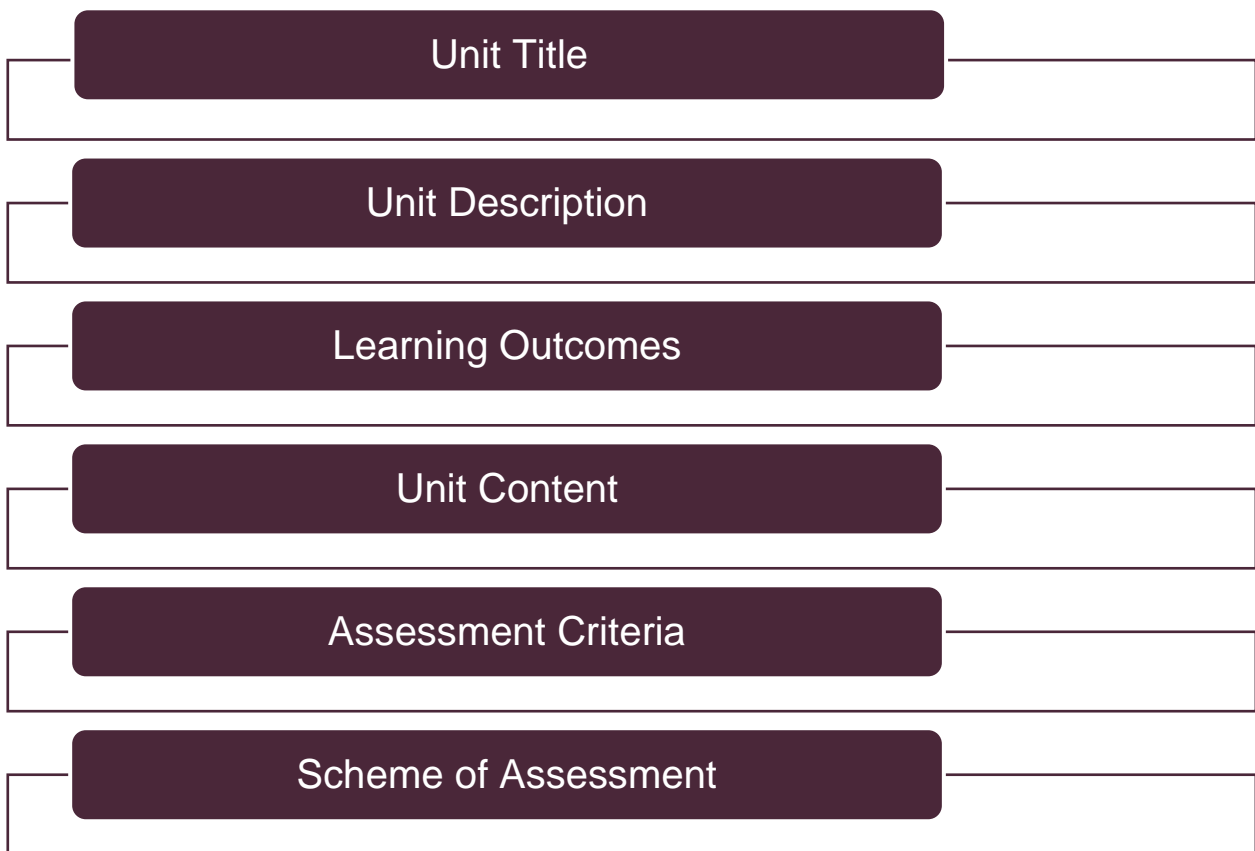 Unit Title
Unit Description
Learning Outcomes
Unit Content
Assessment Criteria
Scheme of Assessment